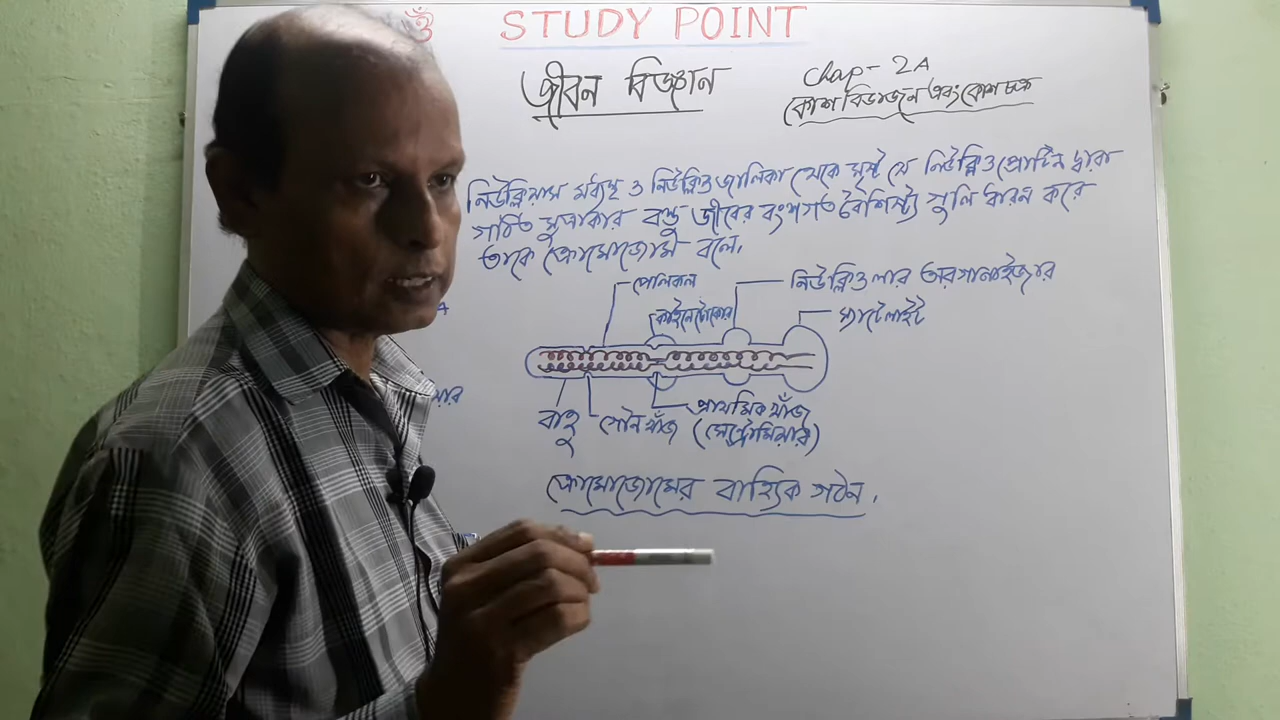 ওঁ STUDY POINT
জীবন বিজ্ঞান
Chap- 2A
কোশ বিভাজন এবং কোশ চক্র
নিউক্লিয়াস মধ্যস্থ ও নিউক্লিও জালিকা থেকে সৃষ্ট যে নিউক্লিওপ্রোটিন দ্বারা
গঠিত সুত্রাকার বস্তু জীবের বংশগত বৈশিষ্ট্য গুলি ধারন করে
তাকে ক্রোমোজোম বলে.
পেলিকল
নিউক্লিওলার অরগানাইজার
কাইনেটোকোর
স্যাটেলাইট
বাহু
গৌন খাঁজ
প্রাথমিক খাঁজ
(সেন্ট্রোমিয়ার)
ক্রোমোজোমের বাহ্যিক গঠন.